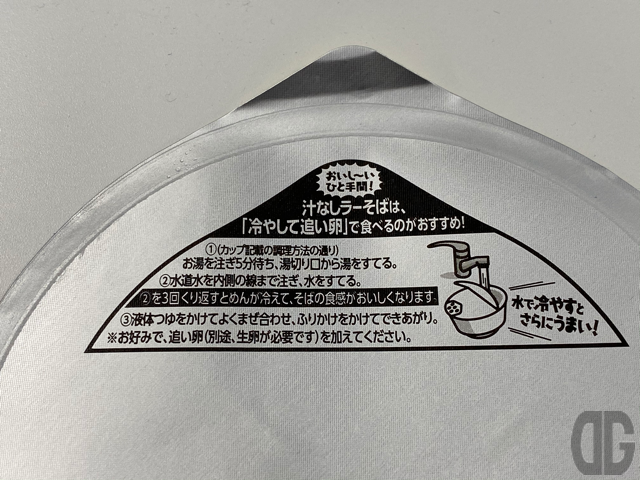 おいし〜い
ひと手間!
汁なしラーそばは、
「冷やして追い卵」で食べるのがおすすめ!
①(カップ記載の調理方法の通り)
お湯を注ぎ5分待ち、湯切り口から湯をすてる。
②水道水を内側の線まで注ぎ、水をすてる。
②を3回くり返すとめんが冷えて、そばの食感がおいしくなります
③液体つゆをかけてよくまぜ合わせ、ふりかけをかけてできあがり。
※お好みで、追い卵(別途、生卵が必要です)を加えてください。
水で冷やすと
さらにうまい!
DG